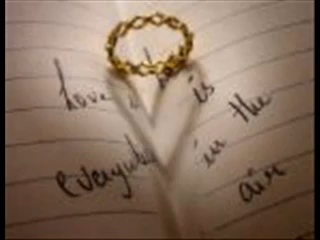 love is
in the
air